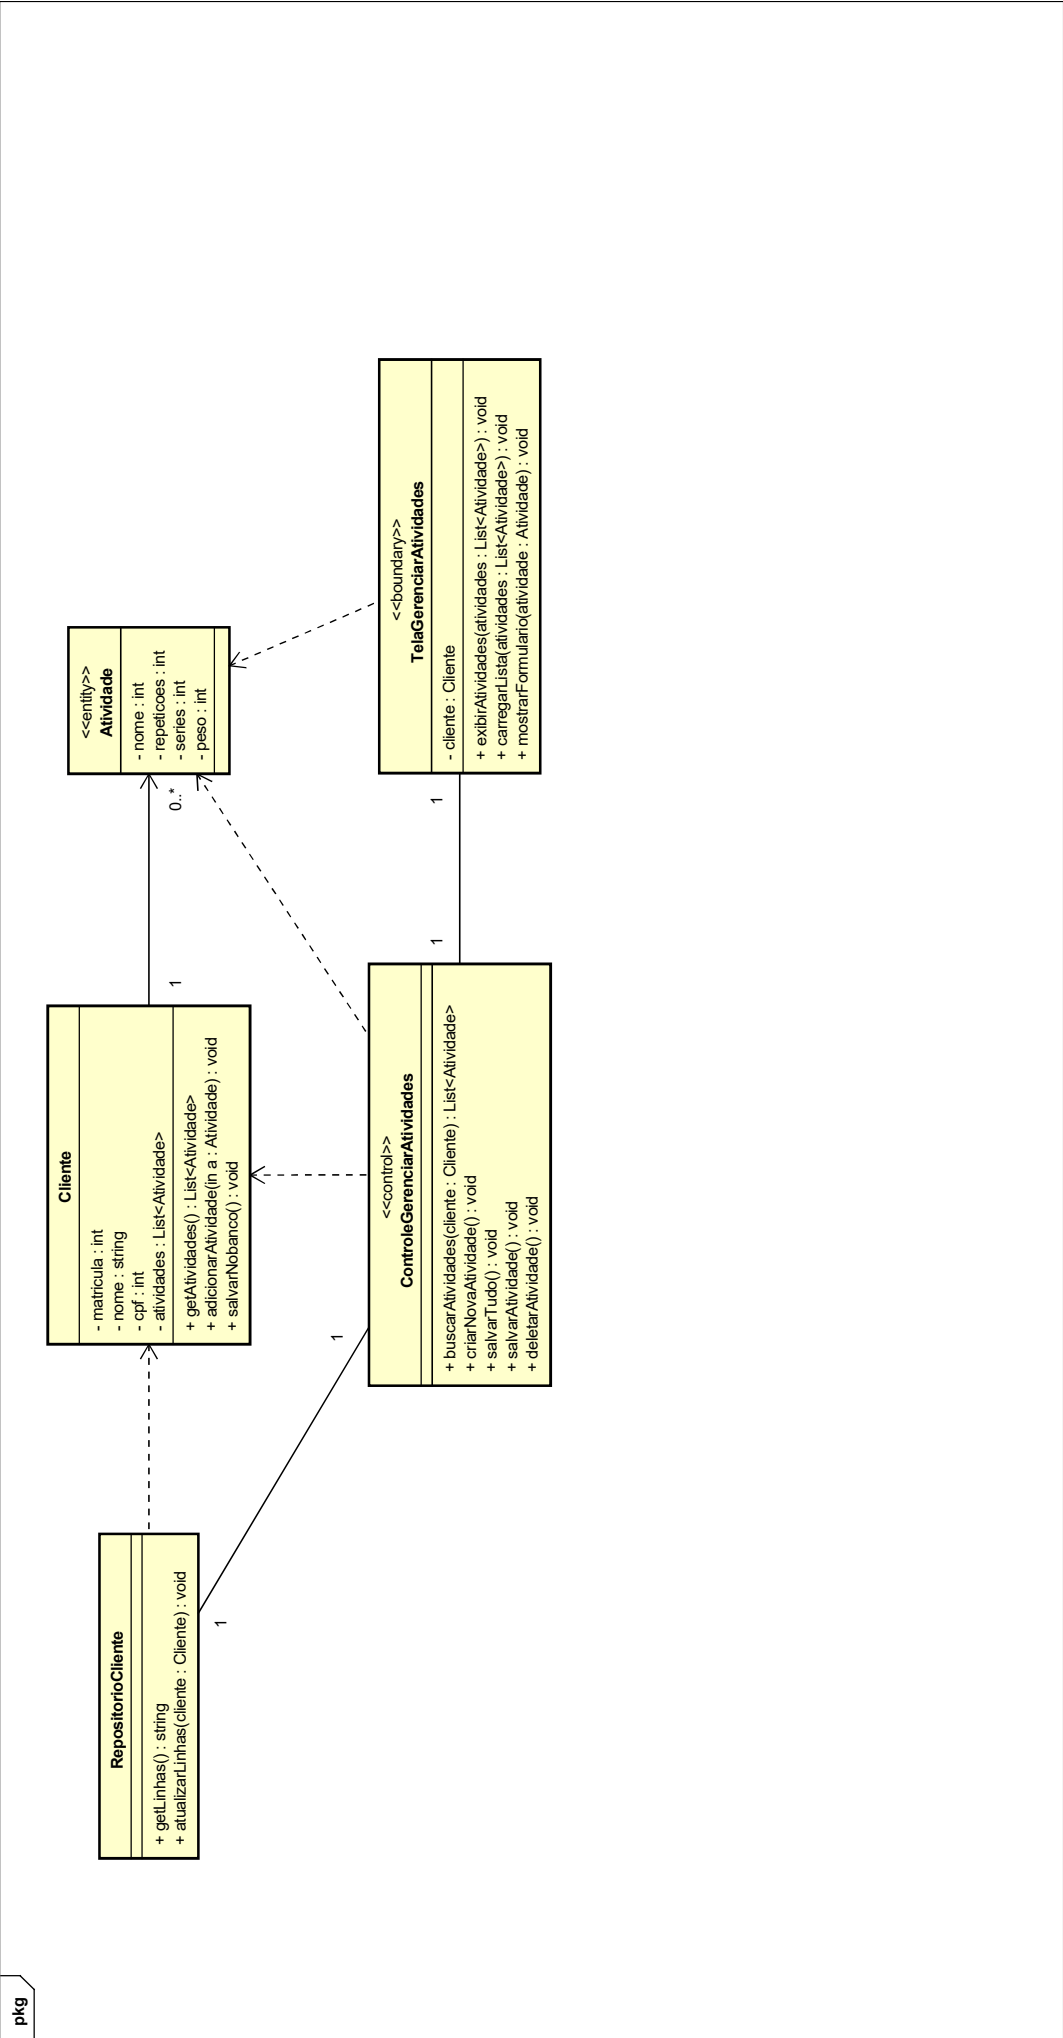 pkg
RepositorioCliente
+ getLinhas() : string
+ atualizarLinhas(cliente : Cliente) : void
Cliente
- matricula : int
- nome : string
- cpf : int
- atividades : List<Atividade>
+ getAtividades() : List<Atividade>
+ adicionarAtividade(in a : Atividade) : void
+ salvarNobanco() : void
<<entity>>
Atividade
- nome : int
- repeticoes : int
- series : int
- peso : int
1
0..*
1
1
<<control>>
ControleGerenciarAtividades
+ buscarAtividades(cliente : Cliente) : List<Atividade>
+ criarNovaAtividade() : void
+ salvarTudo() : void
+ salvarAtividade() : void
+ deletarAtividade() : void
1
1
<<boundary>>
TelaGerenciarAtividades
- cliente : Cliente
+ exibirAtividades(atividades : List<Atividade>) : void
+ carregarLista(atividades : List<Atividade>) : void
+ mostrarFormulario(atividade : Atividade) : void